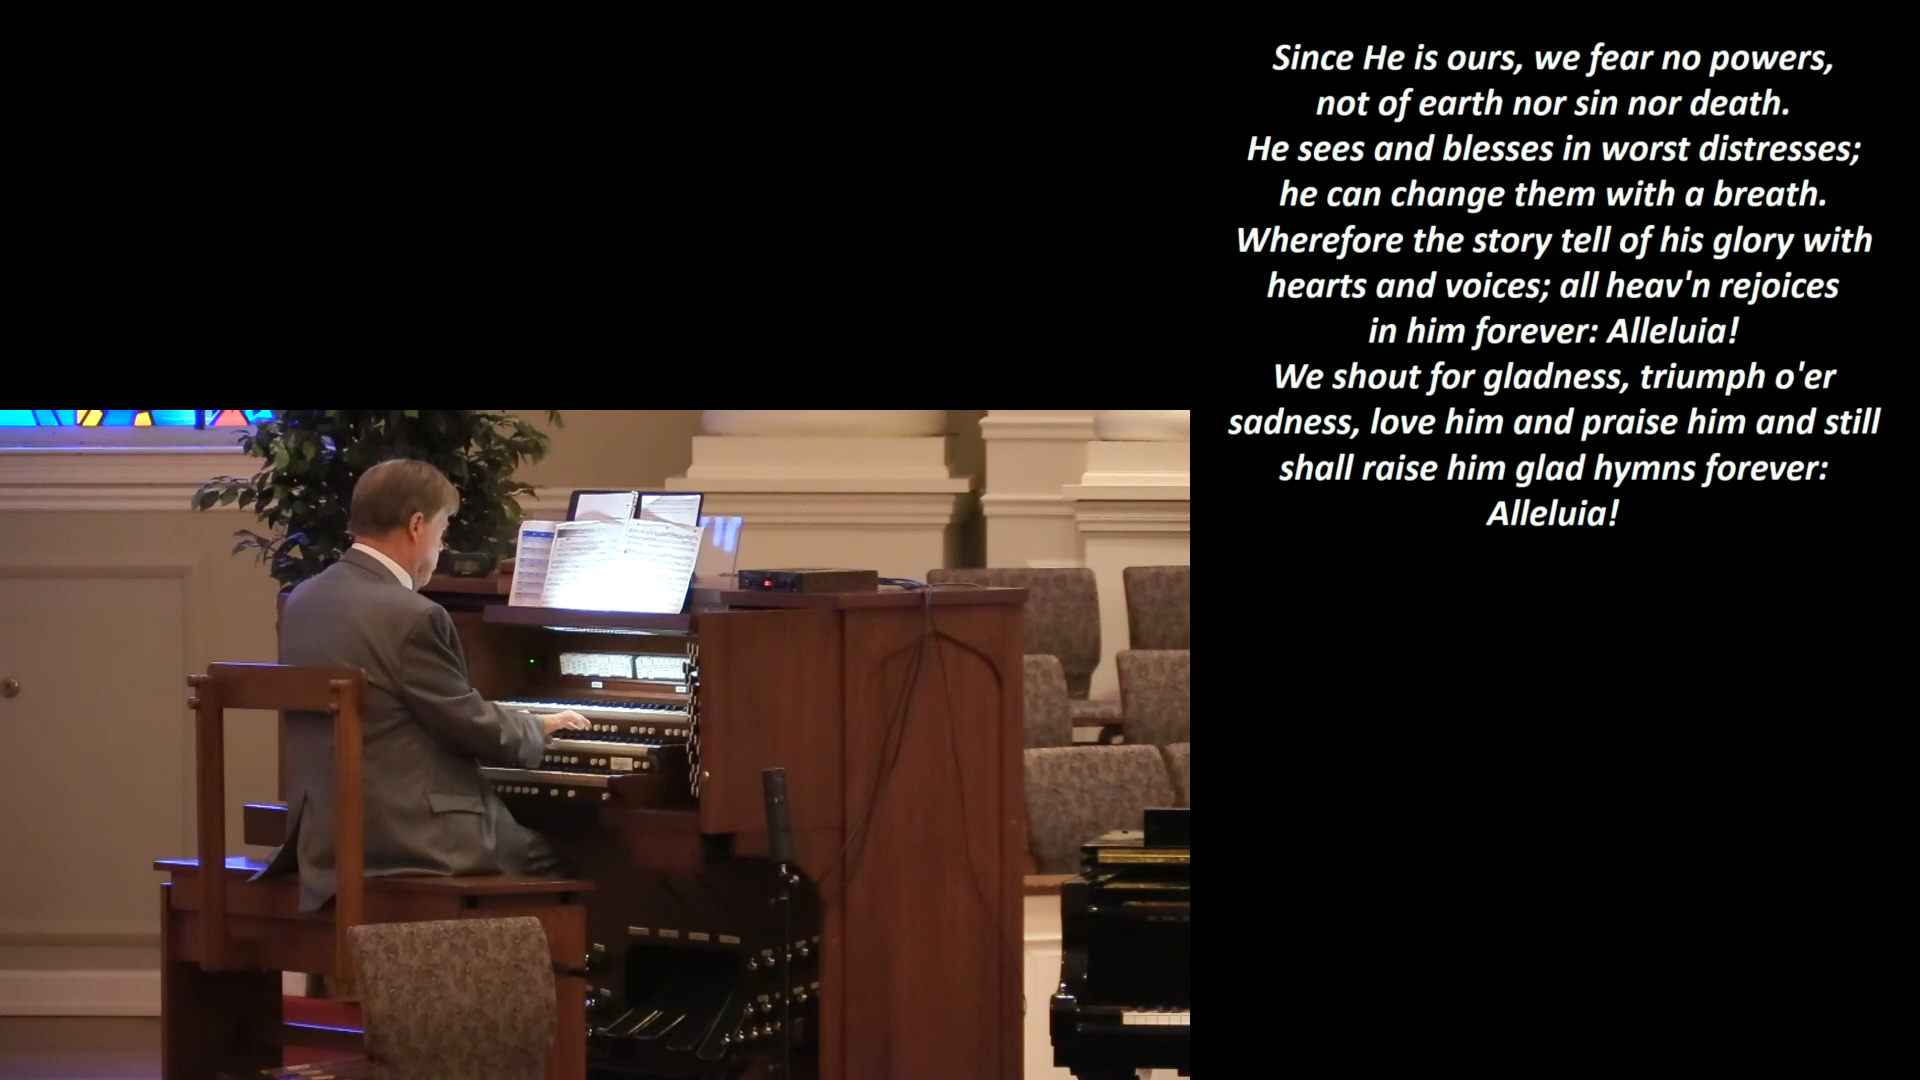 Since He is ours, we fear no powers,
not of earth nor sin nor death.
He sees and blesses in worst distresses;
he can change them with a breath.
Wherefore the story tell of his glory with
hearts and voices; all heav'n rejoices
in him forever: Alleluia!
We shout for gladness, triumph o'er
sadness, love him and praise him and still
shall raise him glad hymns forever:
Alleluia!